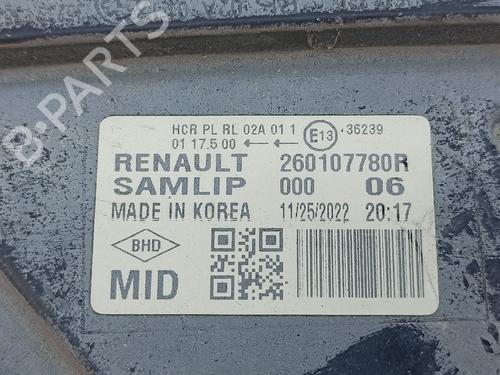 HCR PL RL 02A 01 1 E13 36239
01 17.5 00
RENAULT 260107780R
SAMLIP 000 06
MADE IN KOREA 11/25/2022 20:17
BHD
MID